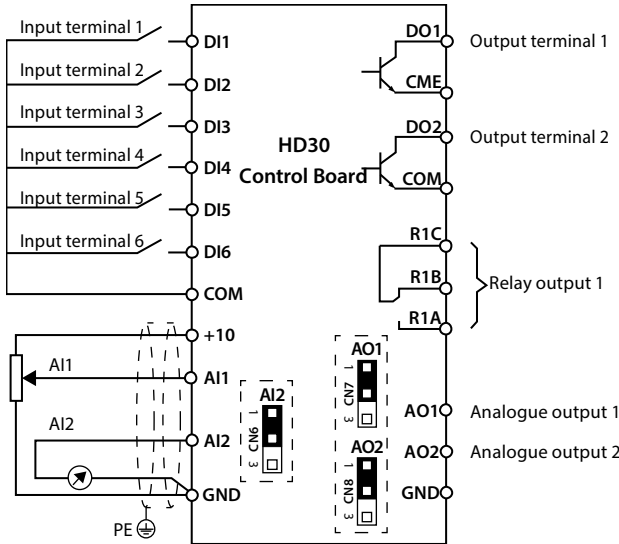 Input terminal 1
DI1
Input terminal 2
DI2
Input terminal 3
DI3
Input terminal 4
DI4
Input terminal 5
DI5
Input terminal 6
DI6
COM
+10
AI1
AI1
AI2
AI2
GND
PE
HD30
Control Board
AI2
1
CN6
3
DO1
Output terminal 1
CME
DO2
Output terminal 2
COM
R1C
R1B
Relay output 1
R1A
AO1
1
CN7
3
AO1
Analogue output 1
AO2
1
CN8
3
AO2
Analogue output 2
GND